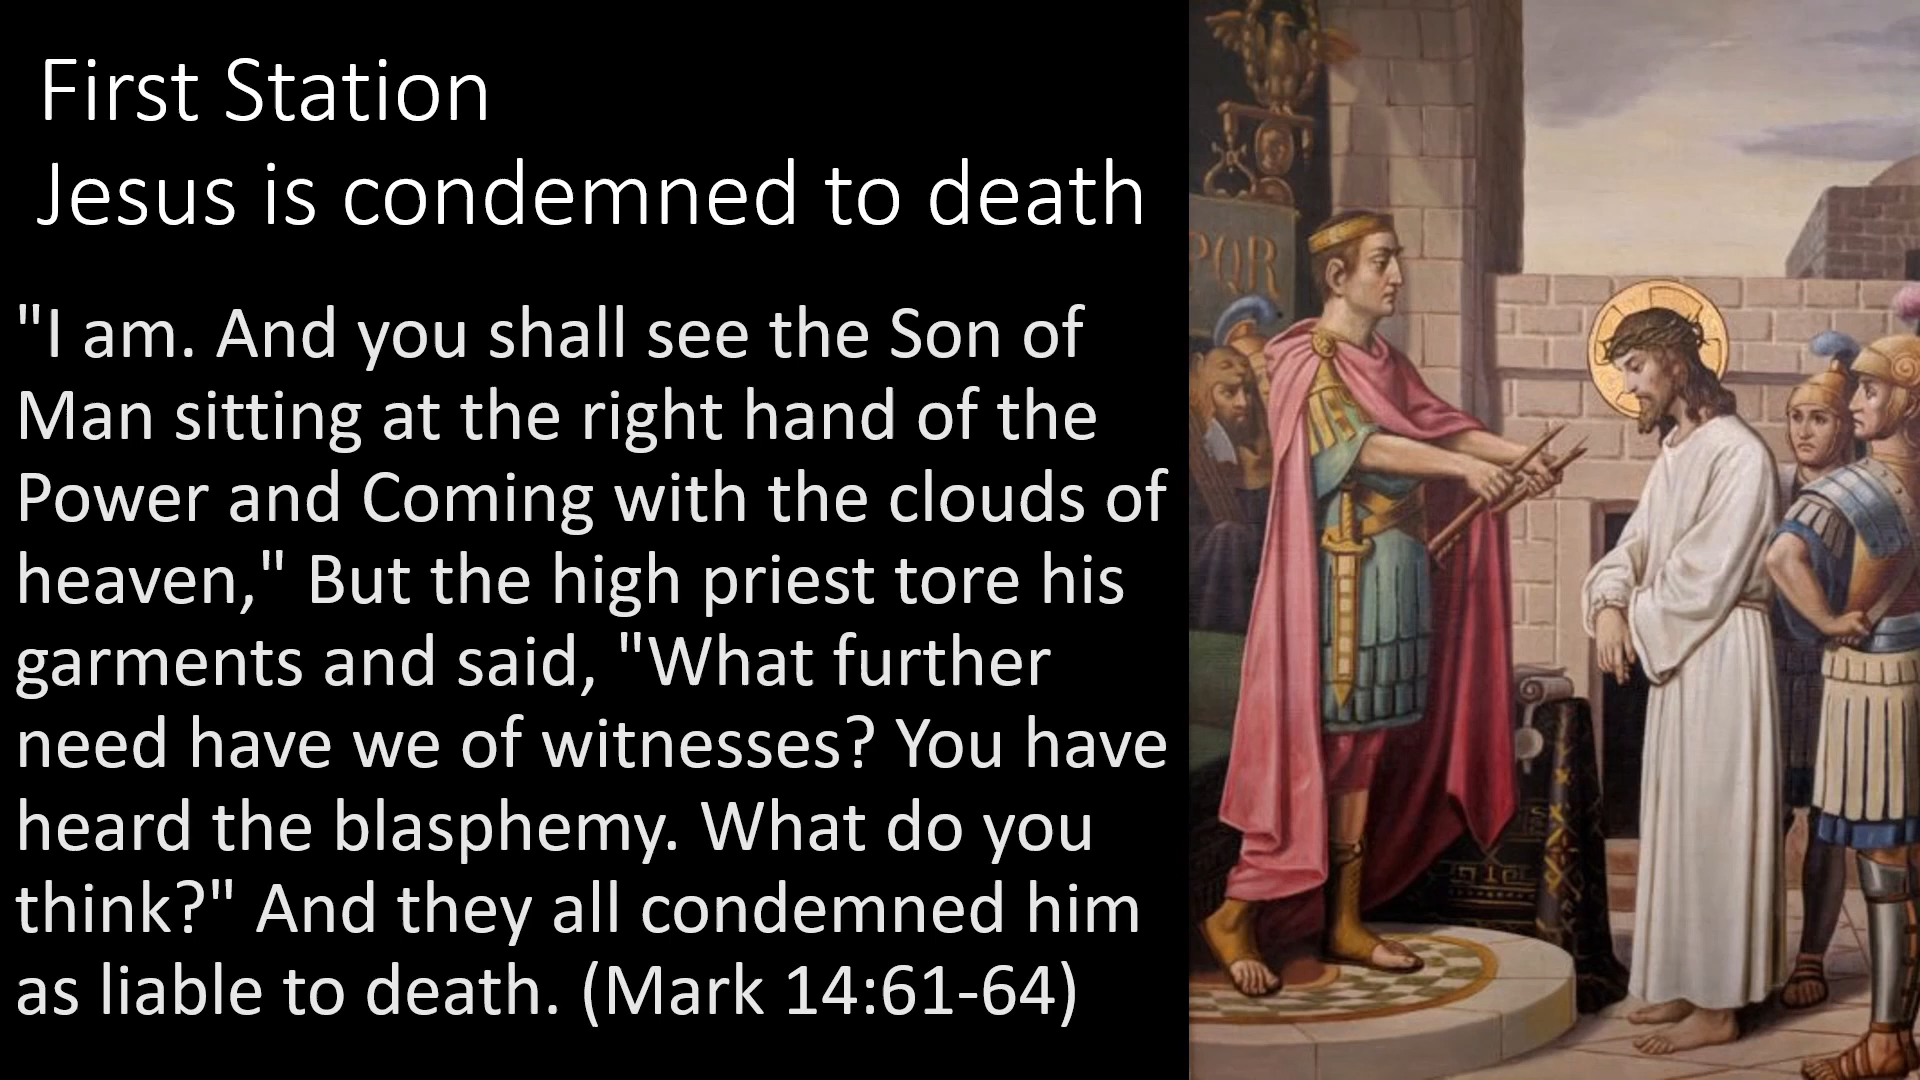 First Station
Jesus is condemned to death
"I am. And you shall see the Son of
Man sitting at the right hand of the
Power and Coming with the clouds of
heaven," But the high priest tore his
garments and said, "What further
need have we of witnesses? You have
heard the blasphemy. What do you
think?" And they all condemned him
as liable to death. (Mark 14:61-64)
PQR